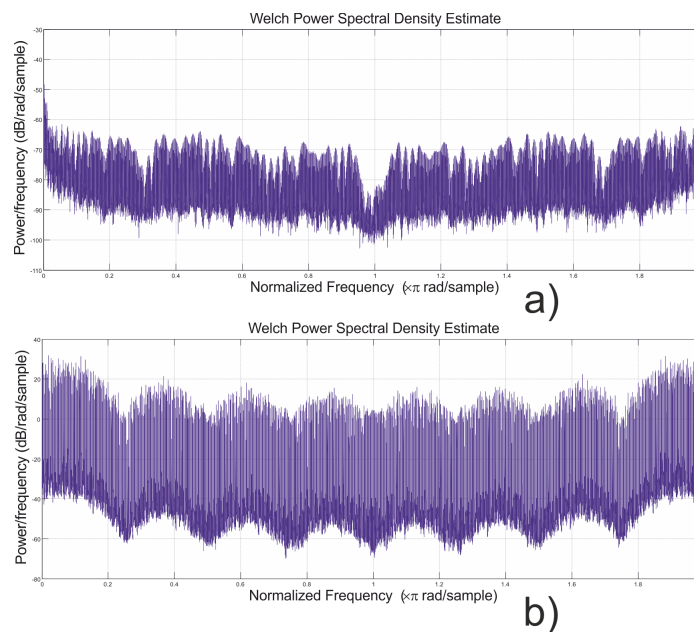 Welch Power Spectral Density Estimate
-30
-40
-50
-60
-70
-80
-90
-100
-110
Power/frequency (dB/rad/sample)
0 0.2 0.4 0.6 0.8 1 1.2 1.4 1.6 1.8
Normalized Frequency (×π rad/sample)
a)
Welch Power Spectral Density Estimate
40
20
0
-20
-40
-60
-80
Power/frequency (dB/rad/sample)
0 0.2 0.4 0.6 0.8 1 1.2 1.4 1.6 1.8
Normalized Frequency (×π rad/sample)
b)